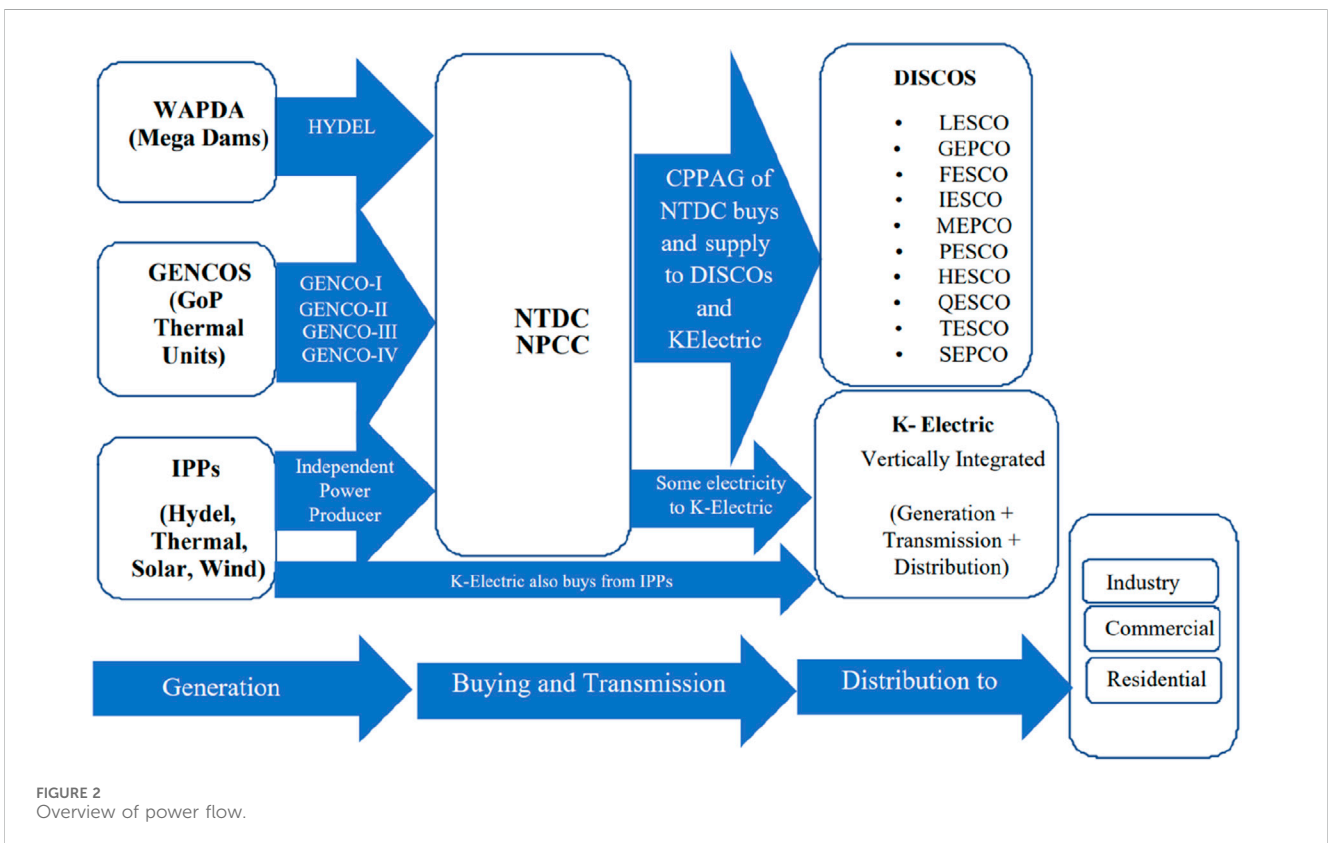 WAPDA
(Mega Dams)
HYDEL
GENCOS
(GoP
Thermal
Units)
GENCO-I
GENCO-II
GENCO-III
GENCO-IV
IPPs
(Hydel,
Thermal,
Solar, Wind)
Independent
Power
Producer
NTDC
NPCC
CPPAG of
NTDC buys
and supply
to DISCOs
and
KElectric
Some electricity
to K-Electric
K-Electric also buys from IPPs
DISCOS
• LESCO
• GEPCO
• FESCO
• IESCO
• MEPCO
• PESCO
• HESCO
• QESCO
• TESCO
• SEPCO
K- Electric
Vertically Integrated
(Generation +
Transmission +
Distribution)
Generation
Buying and Transmission
Distribution to
Industry
Commercial
Residential
FIGURE 2
Overview of power flow.